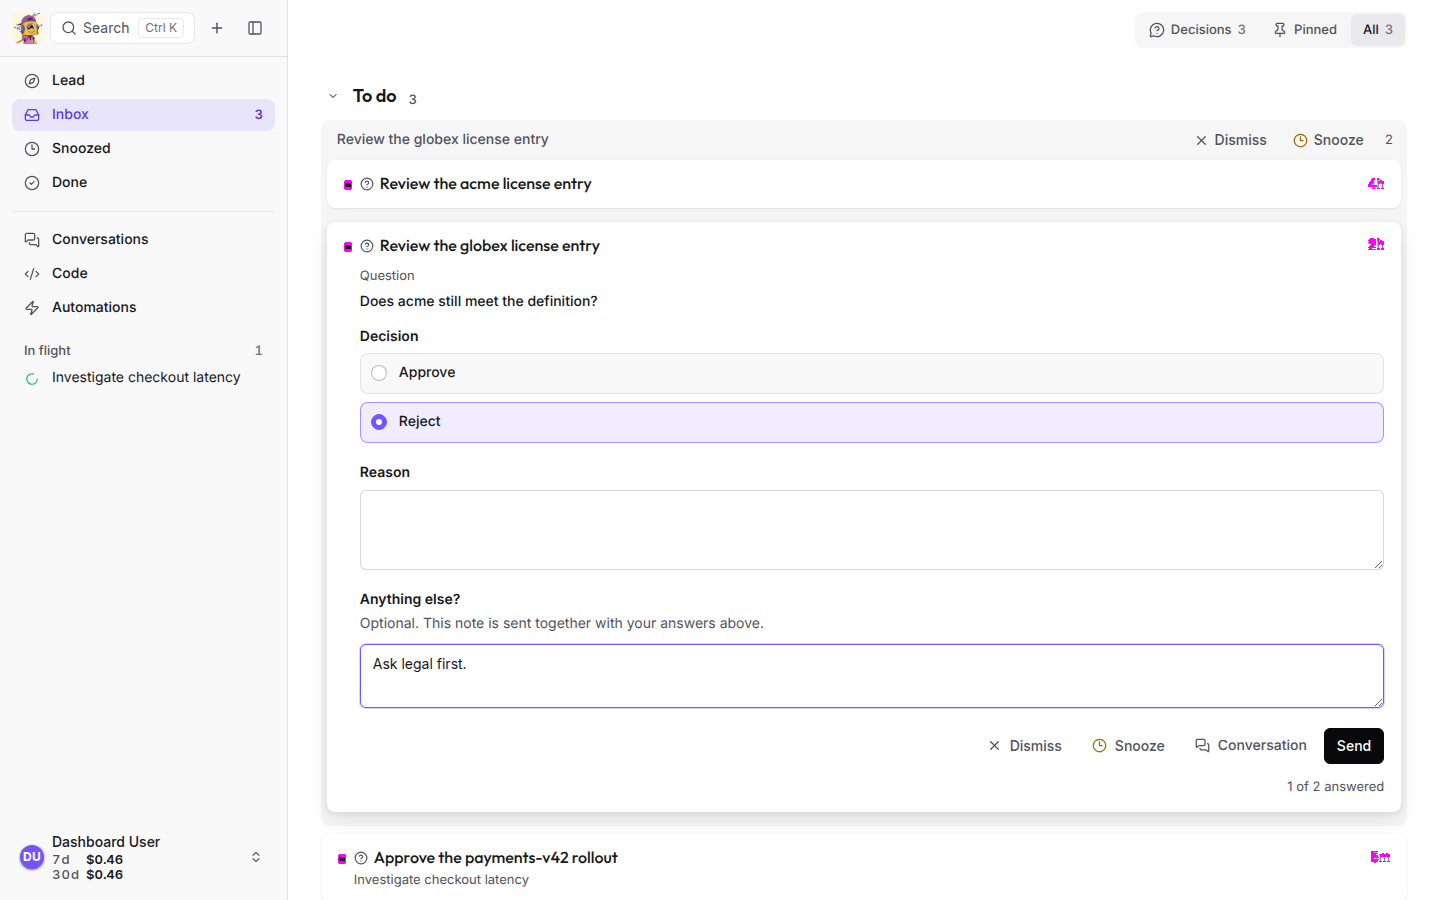 Search Ctrl K
Decisions 3 Pinned All 3
Lead
Inbox 3
Snoozed
Done
Conversations
Code
Automations
In flight 1
Investigate checkout latency
To do 3
Review the globex license entry Dismiss Snooze 2
Review the acme license entry 4h
Review the globex license entry 2h
Question
Does acme still meet the definition?
Decision
Approve
Reject
Reason
Anything else?
Optional. This note is sent together with your answers above.
Ask legal first.
Dismiss Snooze Conversation Send
1 of 2 answered
Approve the payments-v42 rollout 5m
Investigate checkout latency
DU Dashboard User
7d $0.46
30d $0.46